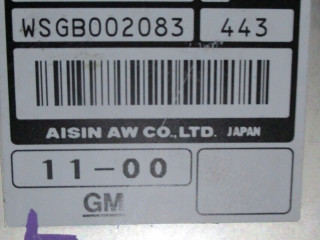 WSGB002083 443
AISIN AW CO., LTD. JAPAN
11-00
GM